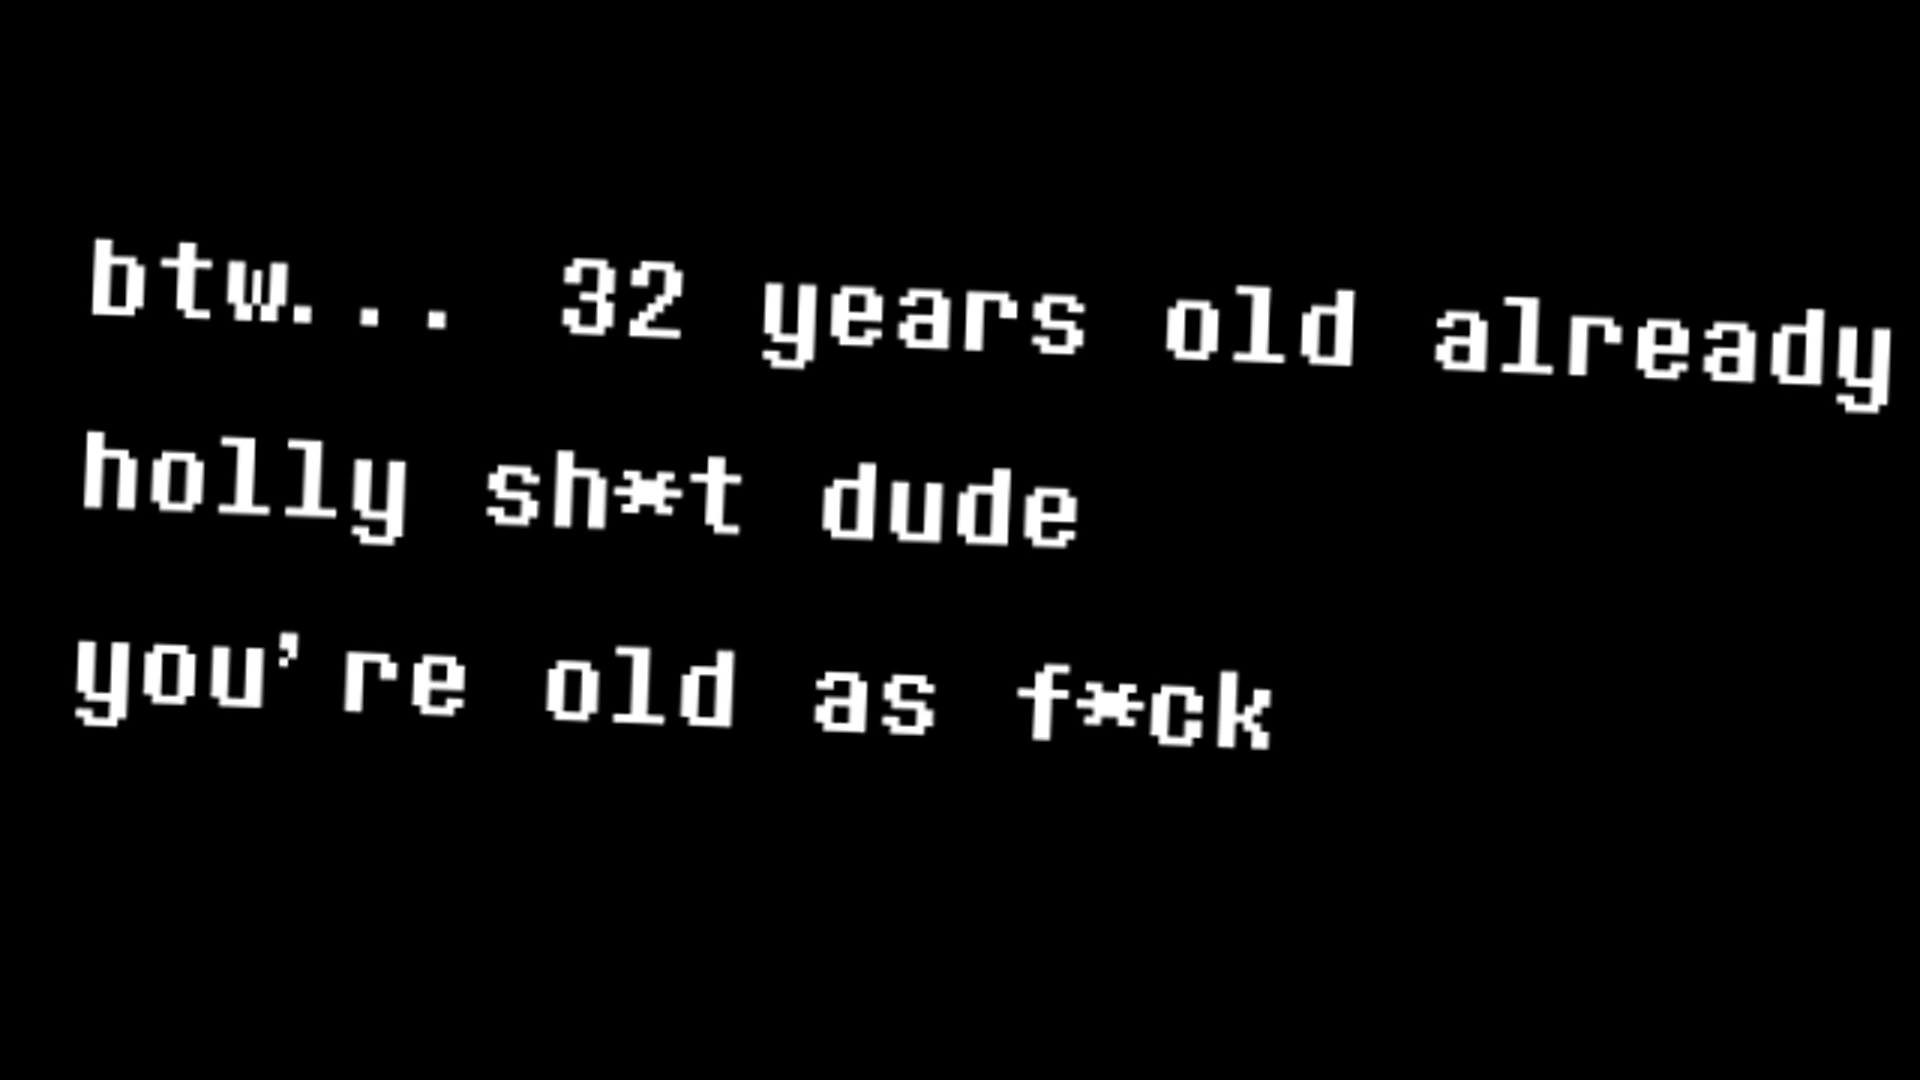 btw... 32 years old already
holly sh*t dude
you're old as f*ck